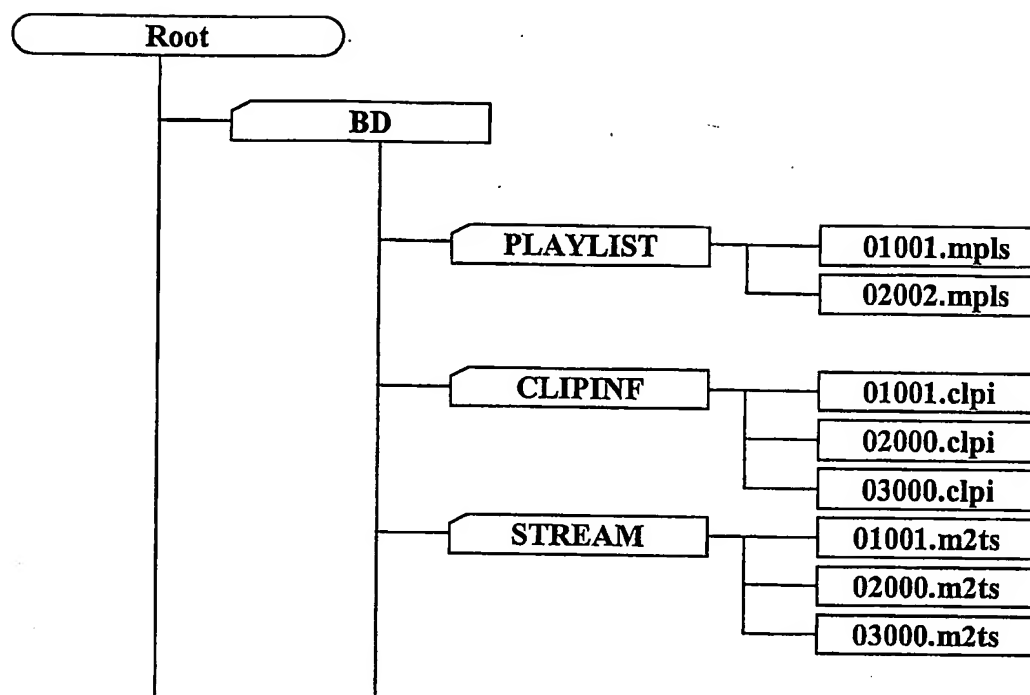 Root
BD
PLAYLIST
01001.mpls
02002.mpls
CLIPINF
01001.clpi
02000.clpi
03000.clpi
STREAM
01001.m2ts
02000.m2ts
03000.m2ts